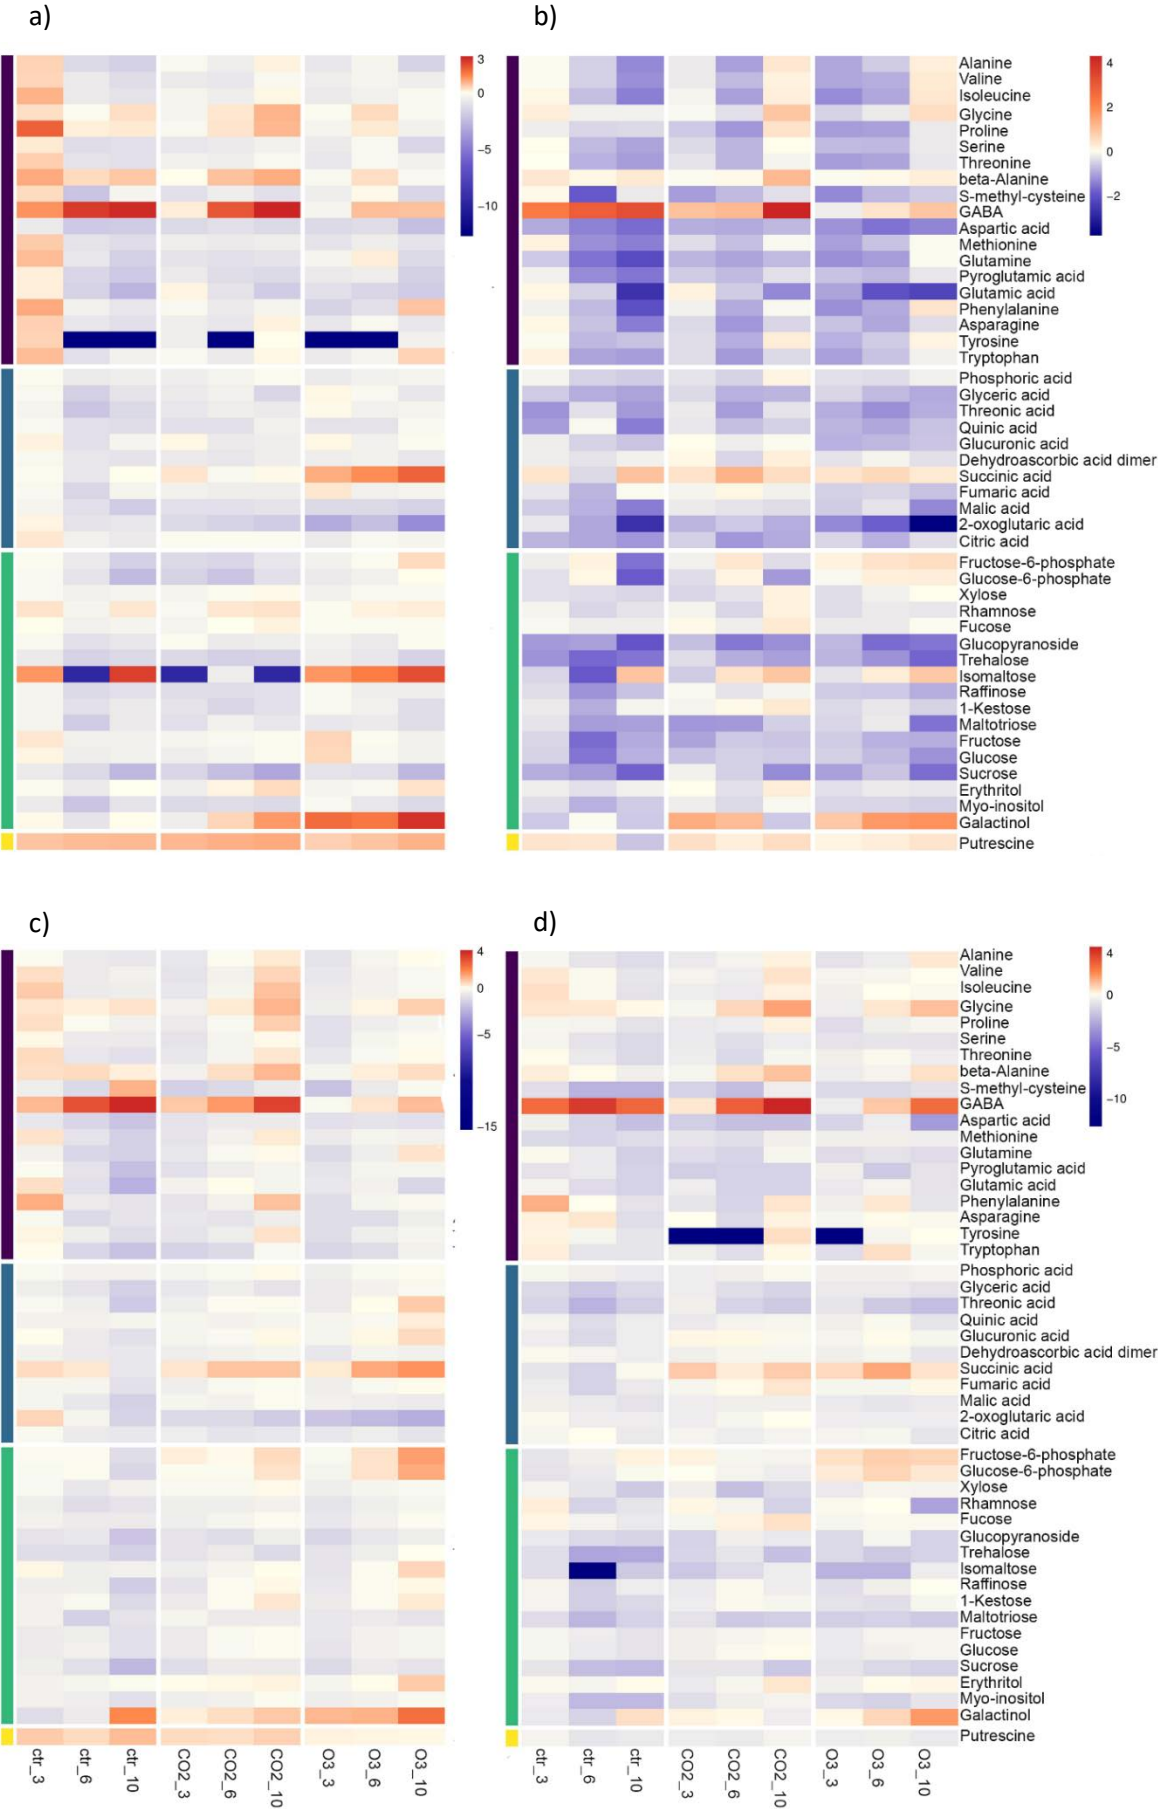 a)
b)
3
0
−5
−10
4
2
0
−2
Alanine
Valine
Isoleucine
Glycine
Proline
Serine
Threonine
beta-Alanine
S-methyl-cysteine
GABA
Aspartic acid
Methionine
Glutamine
Pyroglutamic acid
Glutamic acid
Phenylalanine
Asparagine
Tyrosine
Tryptophan
Phosphoric acid
Glyceric acid
Threonic acid
Quinic acid
Glucuronic acid
Dehydroascorbic acid dimer
Succinic acid
Fumaric acid
Malic acid
2-oxoglutaric acid
Citric acid
Fructose-6-phosphate
Glucose-6-phosphate
Xylose
Rhamnose
Fucose
Glucopyranoside
Trehalose
Isomaltose
Raffinose
1-Kestose
Maltotriose
Fructose
Glucose
Sucrose
Erythritol
Myo-inositol
Galactinol
Putrescine
c)
d)
4
0
−5
−15
4
0
−5
−10
Alanine
Valine
Isoleucine
Glycine
Proline
Serine
Threonine
beta-Alanine
S-methyl-cysteine
GABA
Aspartic acid
Methionine
Glutamine
Pyroglutamic acid
Glutamic acid
Phenylalanine
Asparagine
Tyrosine
Tryptophan
Phosphoric acid
Glyceric acid
Threonic acid
Quinic acid
Glucuronic acid
Dehydroascorbic acid dimer
Succinic acid
Fumaric acid
Malic acid
2-oxoglutaric acid
Citric acid
Fructose-6-phosphate
Glucose-6-phosphate
Xylose
Rhamnose
Fucose
Glucopyranoside
Trehalose
Isomaltose
Raffinose
1-Kestose
Maltotriose
Fructose
Glucose
Sucrose
Erythritol
Myo-inositol
Galactinol
Putrescine
ctr_3
ctr_6
ctr_10
CO2_3
CO2_6
CO2_10
O3_3
O3_6
O3_10
ctr_3
ctr_6
ctr_10
CO2_3
CO2_6
CO2_10
O3_3
O3_6
O3_10